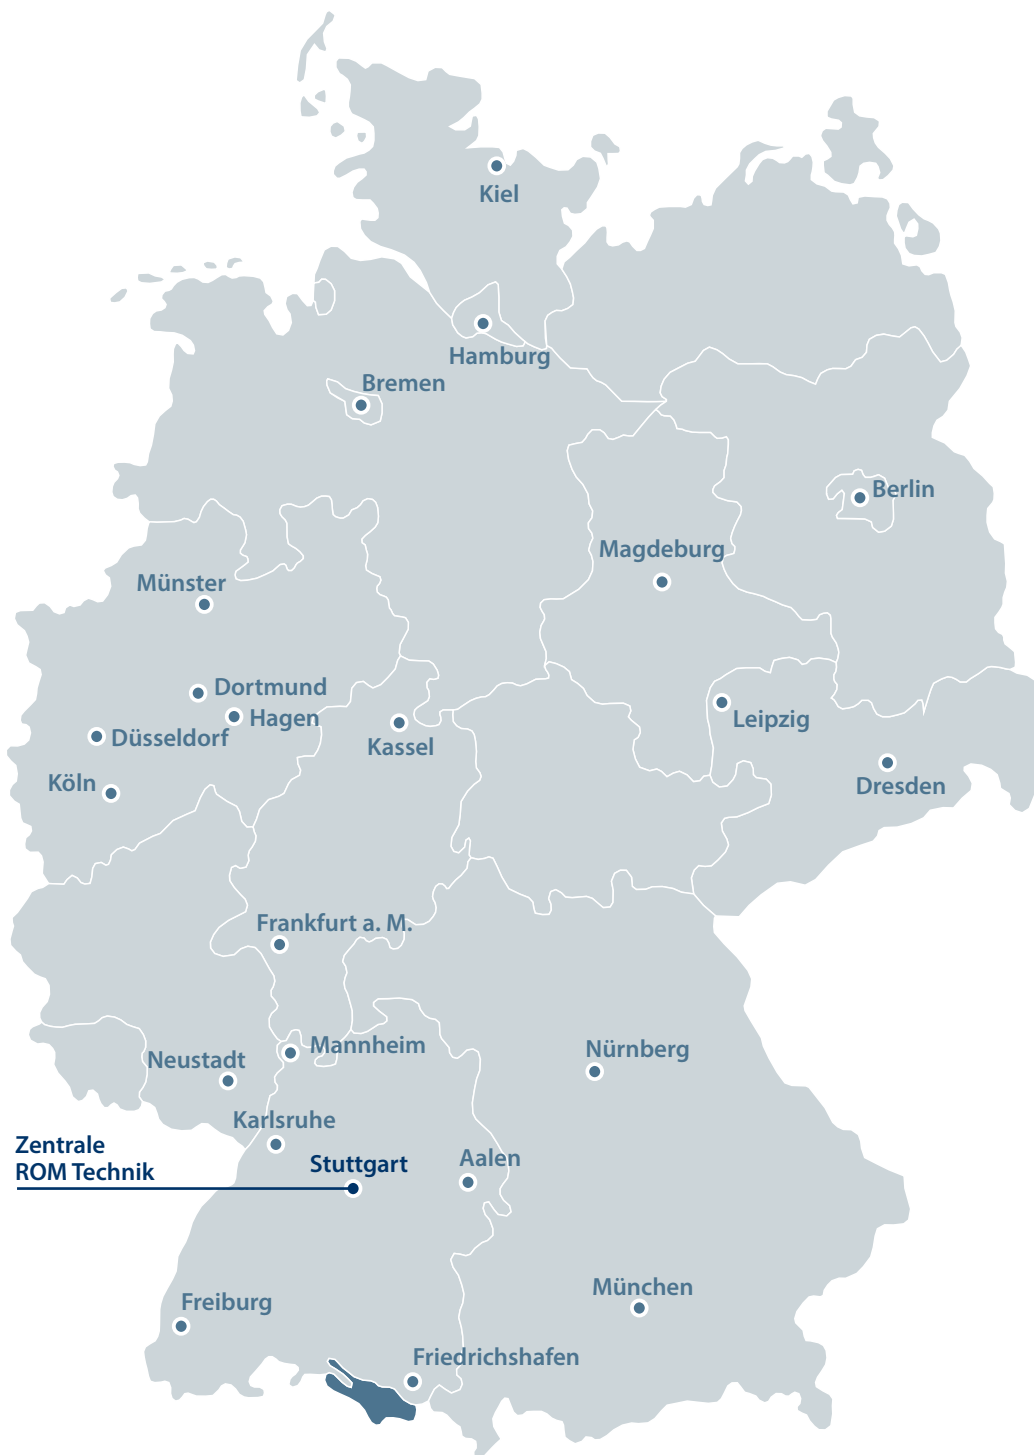 Kiel
Hamburg
Bremen
Berlin
Magdeburg
Münster
Dortmund
Hagen
Leipzig
Düsseldorf
Kassel
Köln
Dresden
Frankfurt a. M.
Mannheim
Nürnberg
Neustadt
Karlsruhe
Zentrale
ROM Technik
Stuttgart
Aalen
München
Freiburg
Friedrichshafen